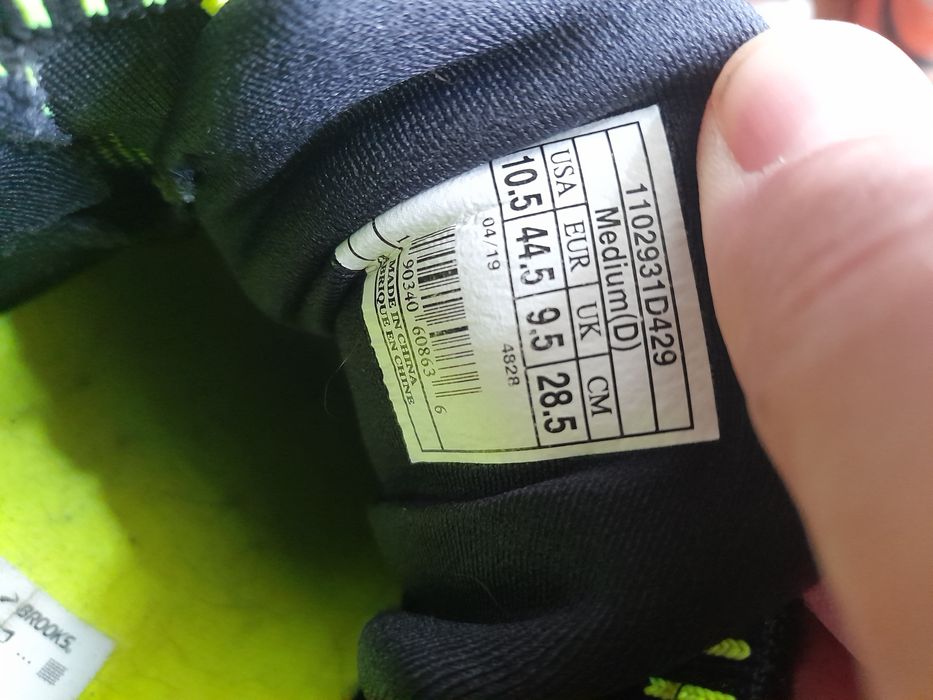 1102931D429
Medium(D)
USA EUR UK CM
10.5 44.5 9.5 28.5
04/19 4828
90340 60863 6
MADE IN CHINA
FABRIQUE EN CHINE
BROOKS